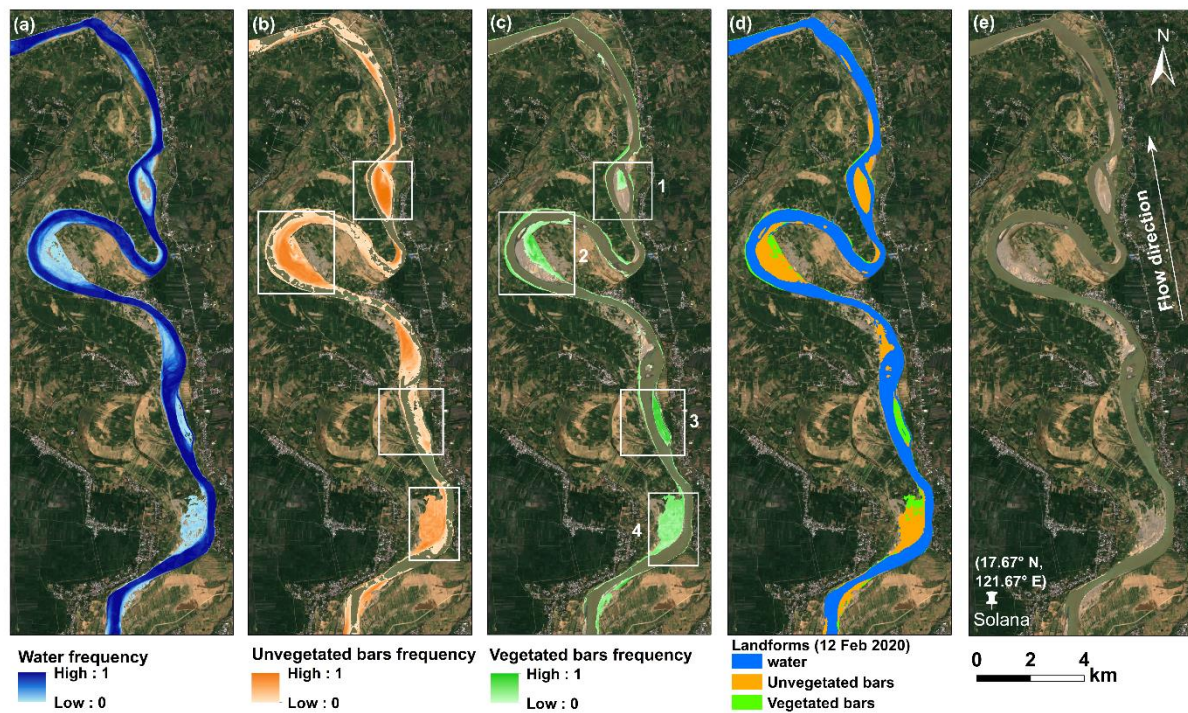 (a)
(b)
(c)
(d)
(e)
N
1
2
3
4
Flow direction
(17.67° N,
121.67° E)
Solana
Water frequency
High : 1
Low : 0
Unvegetated bars frequency
High : 1
Low : 0
Vegetated bars frequency
High : 1
Low : 0
Landforms (12 Feb 2020)
water
Unvegetated bars
Vegetated bars
0 2 4
km